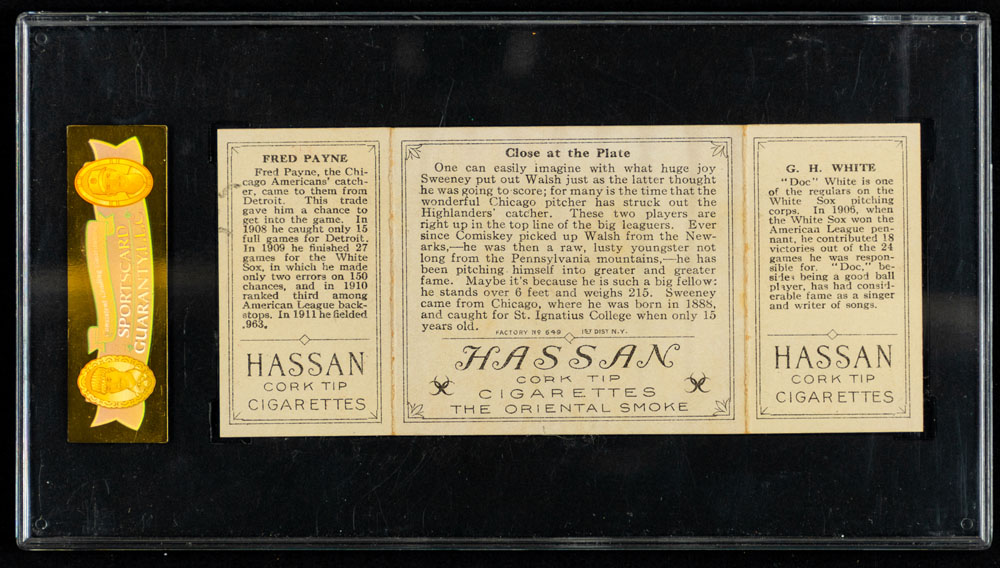 SPORTSCARD
GUARANTY LLC
FRED PAYNE
Fred Payne, the Chi-
cago Americans' catch-
er, came to them from
Detroit. This trade
gave him a chance to
get into the game. In
1908 he caught only 15
full games for Detroit.
In 1909 he finished 27
games for the White
Sox, in which he made
only two errors on 150
chances, and in 1910
ranked third among
American League back-
stops. In 1911 he fielded
.963.
HASSAN
CORK TIP
CIGARETTES
Close at the Plate
One can easily imagine with what huge joy
Sweeney put out Walsh just as the latter thought
he was going to score; for many is the time that the
wonderful Chicago pitcher has struck out the
Highlanders' catcher. These two players are
right up in the top line of the big leaguers. Ever
since Comiskey picked up Walsh from the New-
arks,—he was then a raw, lusty youngster not
long from the Pennsylvania mountains,—he has
been pitching himself into greater and greater
fame. Maybe it's because he is such a big fellow:
he stands over 6 feet and weighs 215. Sweeney
came from Chicago, where he was born in 1888,
and caught for St. Ignatius College when only 15
years old.
FACTORY Nº 649 1ST DIST N.Y.
HASSAN
CORK TIP
CIGARETTES
THE ORIENTAL SMOKE
G. H. WHITE
"Doc" White is one
of the regulars on the
White Sox pitching
corps. In 1906, when
the White Sox won the
American League pen-
nant, he contributed 18
victories out of the 24
games he was respon-
sible for. "Doc," be-
sides being a good ball
player, has had consid-
erable fame as a singer
and writer of songs.
HASSAN
CORK TIP
CIGARETTES